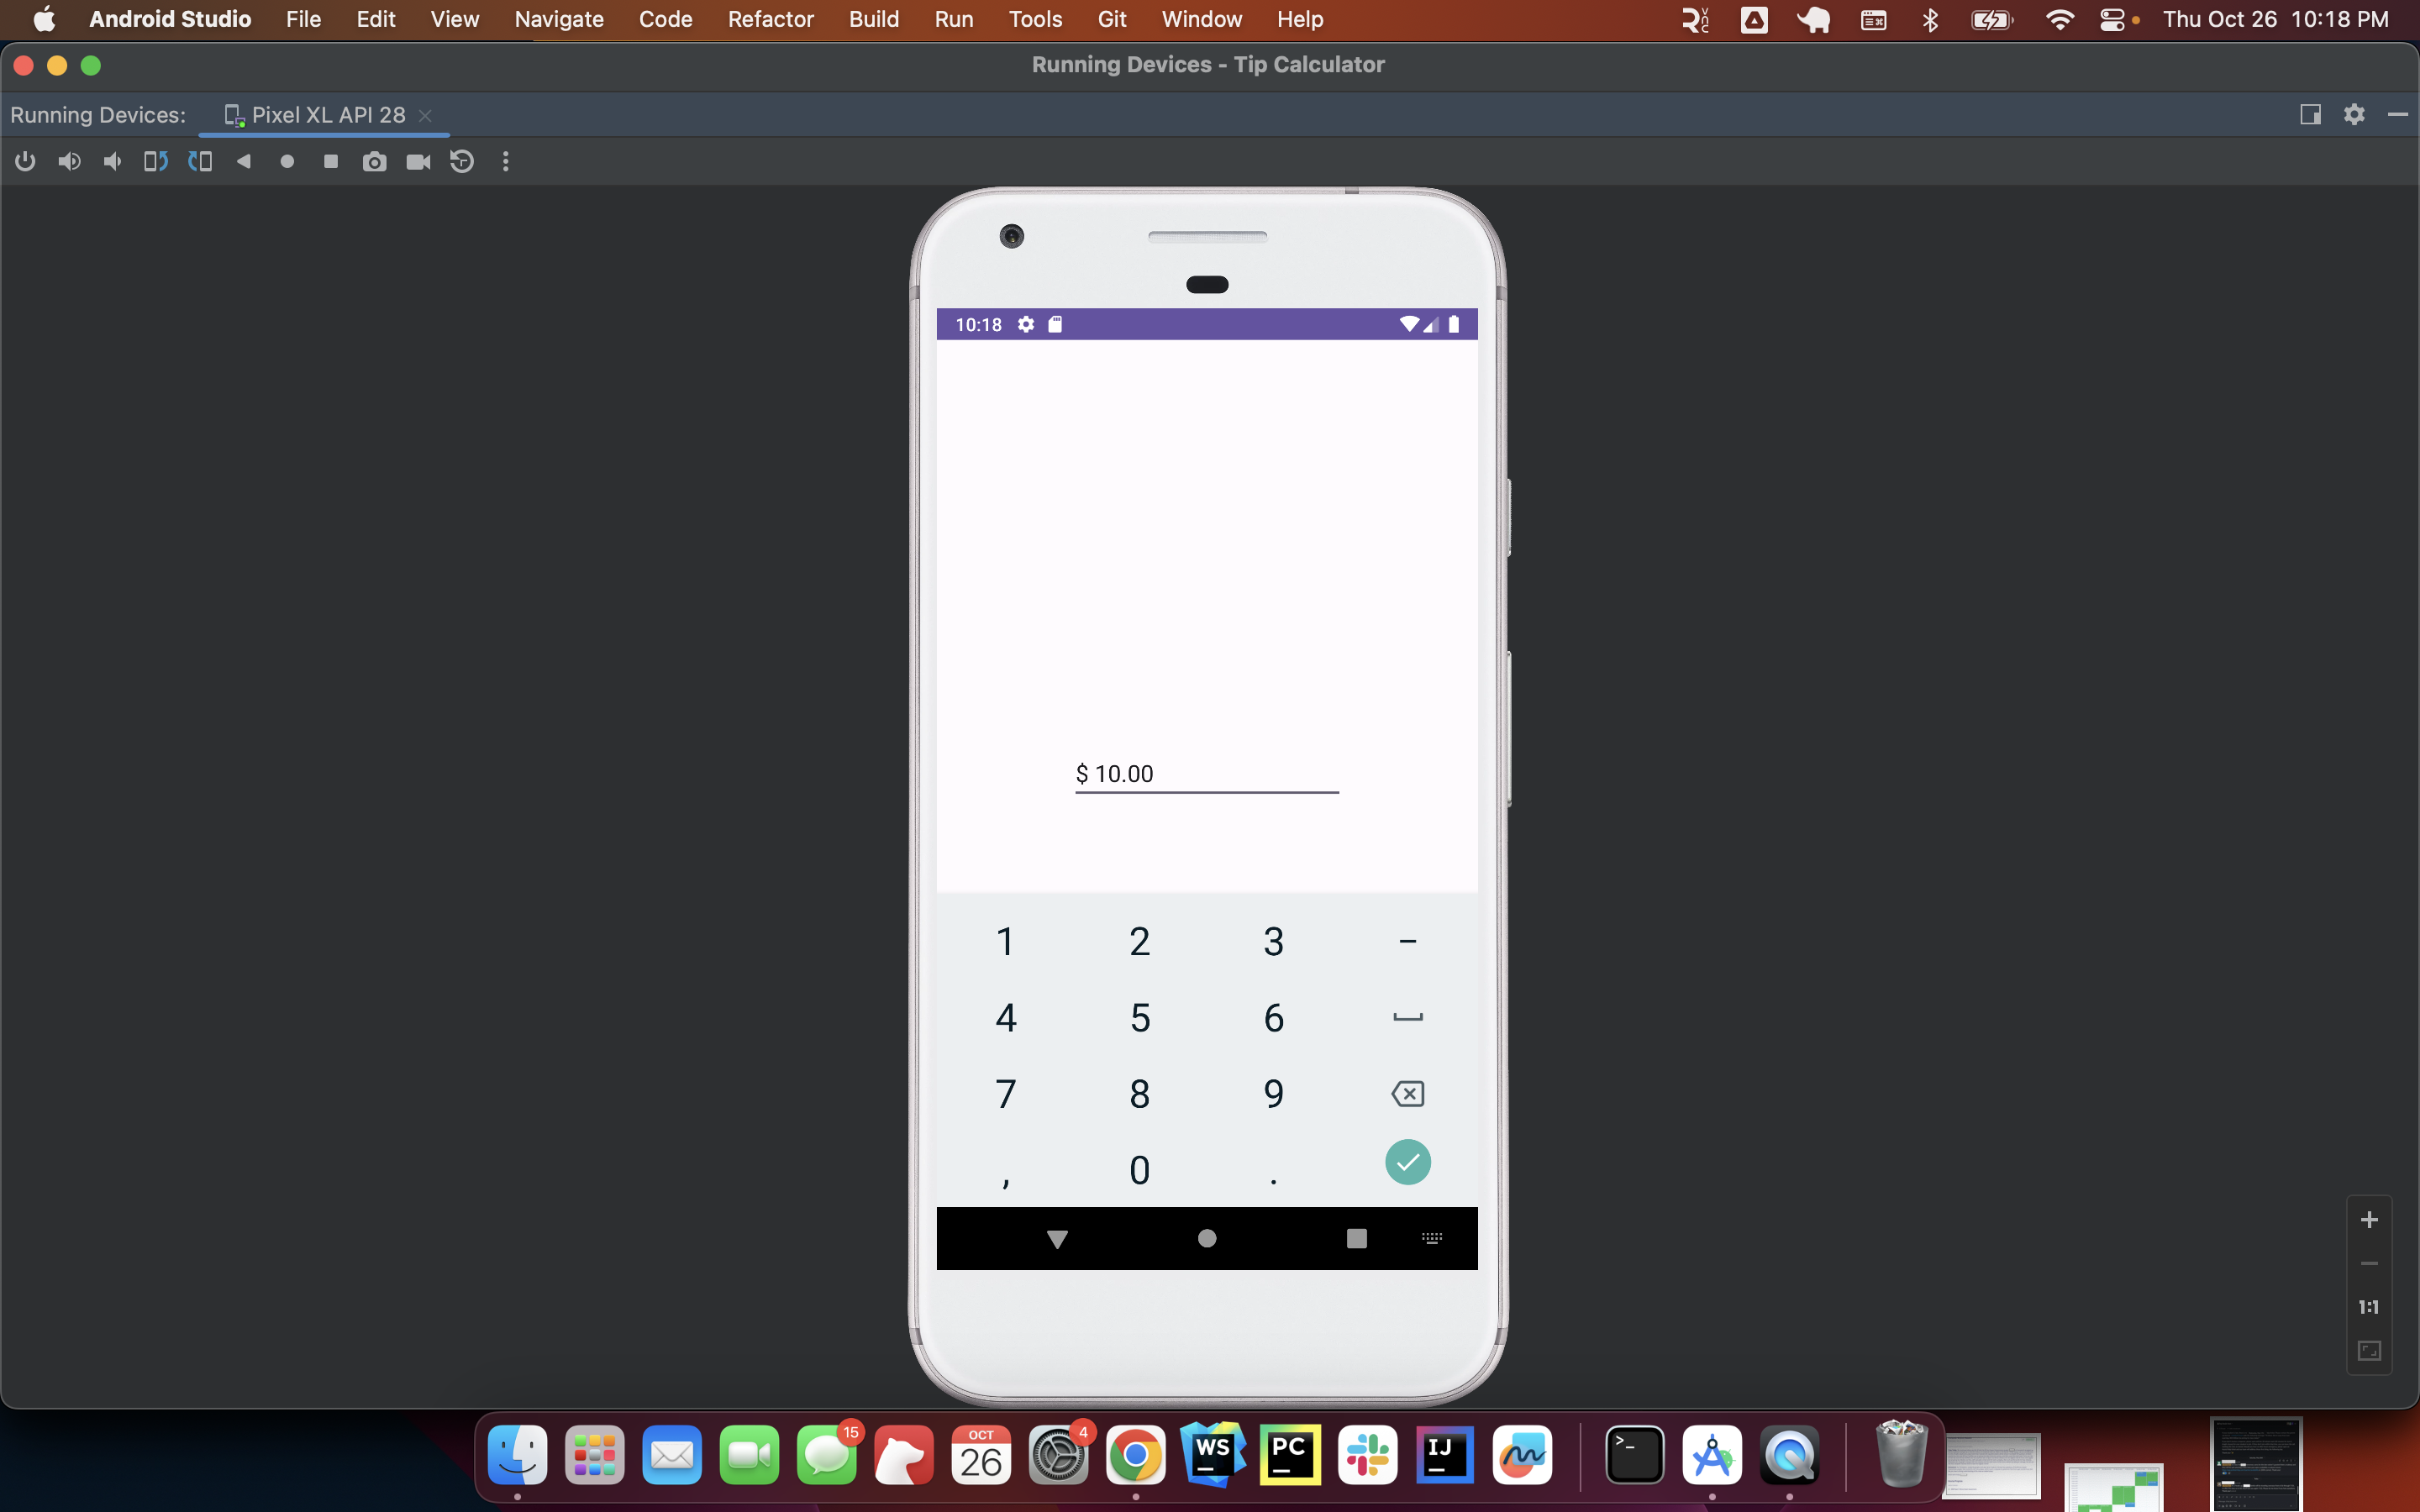 Android Studio File Edit View Navigate Code Refactor Build Run Tools Git Window Help Thu Oct 26 10:18 PM
Running Devices - Tip Calculator
Running Devices: Pixel XL API 28
10:18
$ 10.00
1 2 3 −
4 5 6
7 8 9
, 0 .
1:1
15
OCT
26
4
WS
PC
IJ
>_